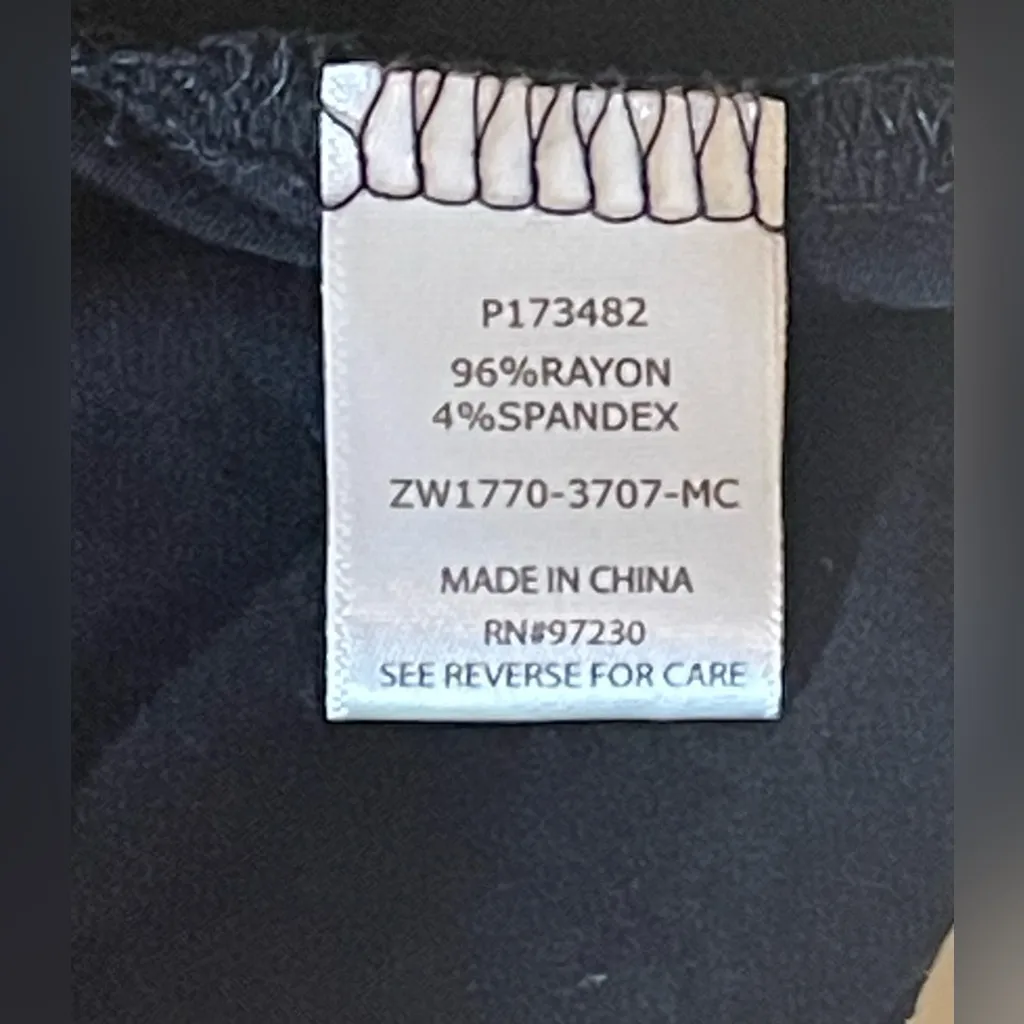 P173482
96%RAYON
4%SPANDEX
ZW1770-3707-MC
MADE IN CHINA
RN#97230
SEE REVERSE FOR CARE